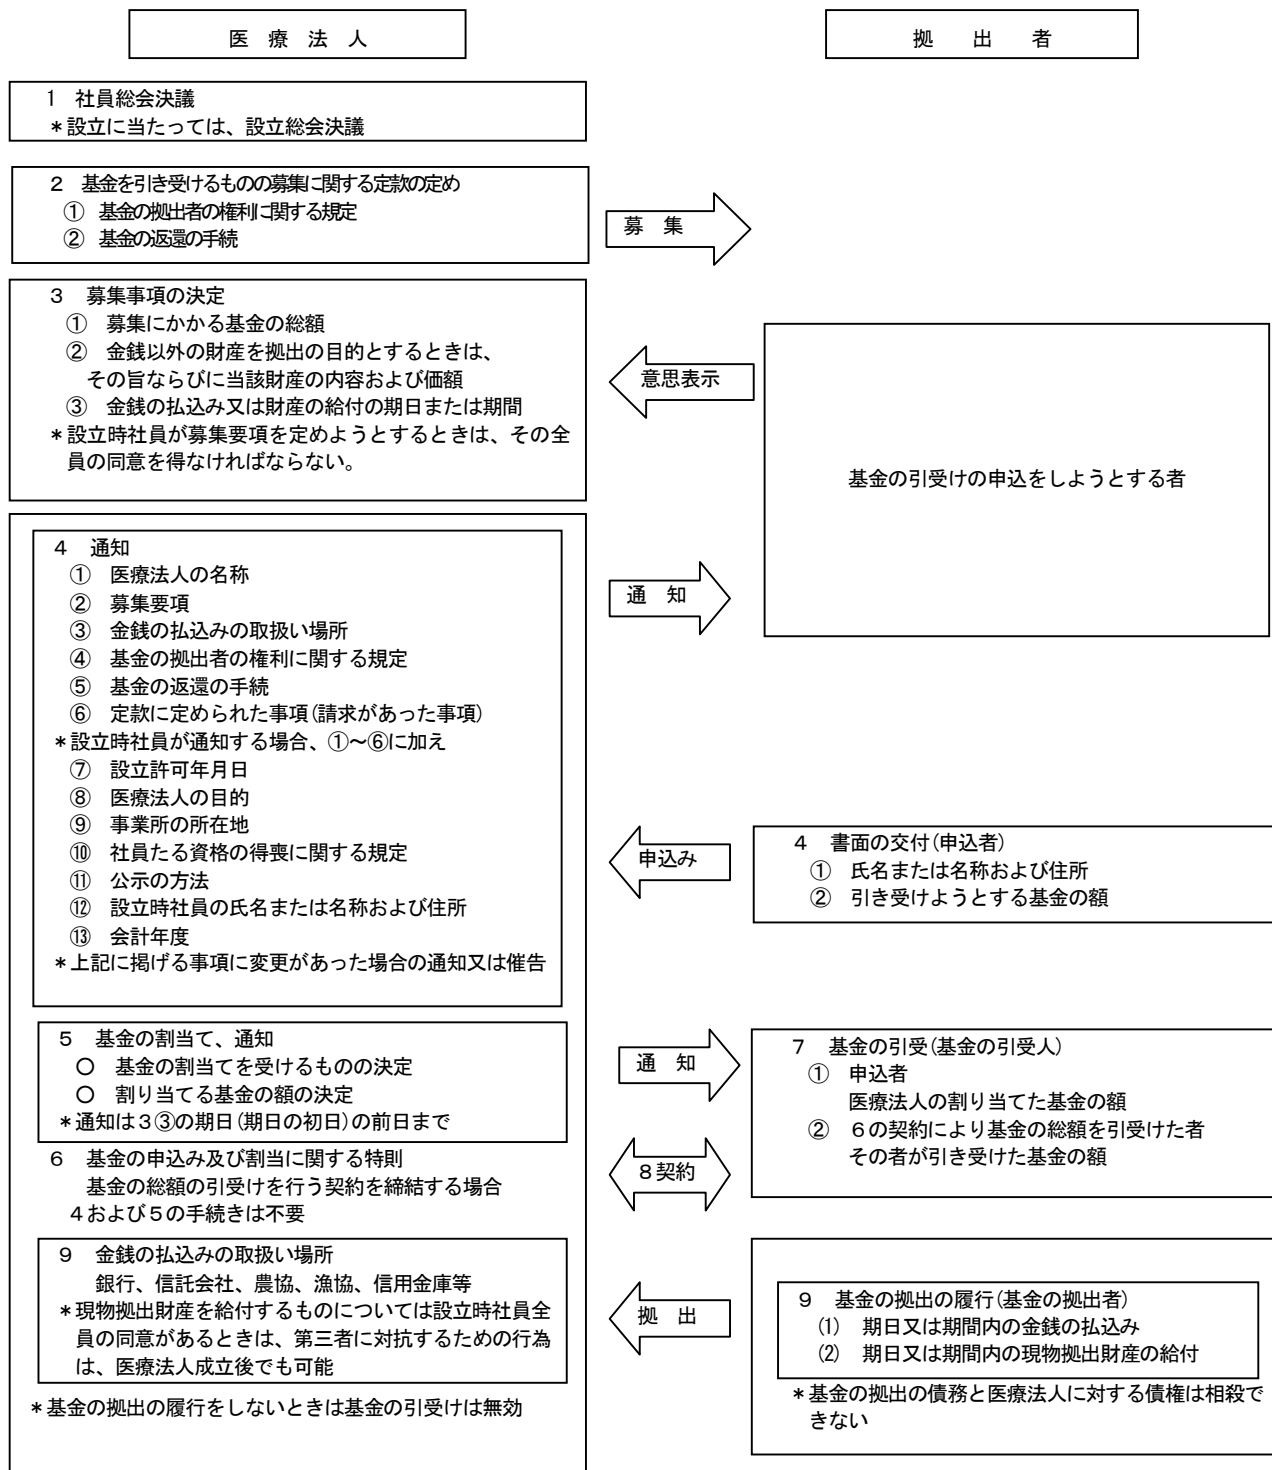 医 療 法 人
拠 出 者
1 社員総会決議
*設立に当たっては、設立総会決議
2 基金を引き受けるものの募集に関する定款の定め
① 基金の拠出者の権利に関する規定
② 基金の返還の手続
募 集
3 募集事項の決定
① 募集にかかる基金の総額
② 金銭以外の財産を拠出の目的とするときは、
その旨ならびに当該財産の内容および価額
③ 金銭の払込み又は財産の給付の期日または期間
*設立時社員が募集要項を定めようとするときは、その全
員の同意を得なければならない。
意思表示
基金の引受けの申込をしようとする者
4 通知
① 医療法人の名称
② 募集要項
③ 金銭の払込みの取扱い場所
④ 基金の拠出者の権利に関する規定
⑤ 基金の返還の手続
⑥ 定款に定められた事項(請求があった事項)
*設立時社員が通知する場合、①~⑥に加え
⑦ 設立許可年月日
⑧ 医療法人の目的
⑨ 事業所の所在地
⑩ 社員たる資格の得喪に関する規定
⑪ 公示の方法
⑫ 設立時社員の氏名または名称および住所
⑬ 会計年度
*上記に掲げる事項に変更があった場合の通知又は催告
通 知
申込み
4 書面の交付(申込者)
① 氏名または名称および住所
② 引き受けようとする基金の額
5 基金の割当て、通知
○ 基金の割当てを受けるものの決定
○ 割り当てる基金の額の決定
*通知は3③の期日(期日の初日)の前日まで
通 知
7 基金の引受(基金の引受人)
① 申込者
医療法人の割り当てた基金の額
② 6の契約により基金の総額を引受けた者
その者が引き受けた基金の額
6 基金の申込み及び割当に関する特則
基金の総額の引受けを行う契約を締結する場合
4および5の手続きは不要
8契約
9 金銭の払込みの取扱い場所
銀行、信託会社、農協、漁協、信用金庫等
*現物拠出財産を給付するものについては設立時社員全
員の同意があるときは、第三者に対抗するための行為
は、医療法人成立後でも可能
拠 出
9 基金の拠出の履行(基金の拠出者)
(1) 期日又は期間内の金銭の払込み
(2) 期日又は期間内の現物拠出財産の給付
*基金の拠出の債務と医療法人に対する債権は相殺で
きない
*基金の拠出の履行をしないときは基金の引受けは無効